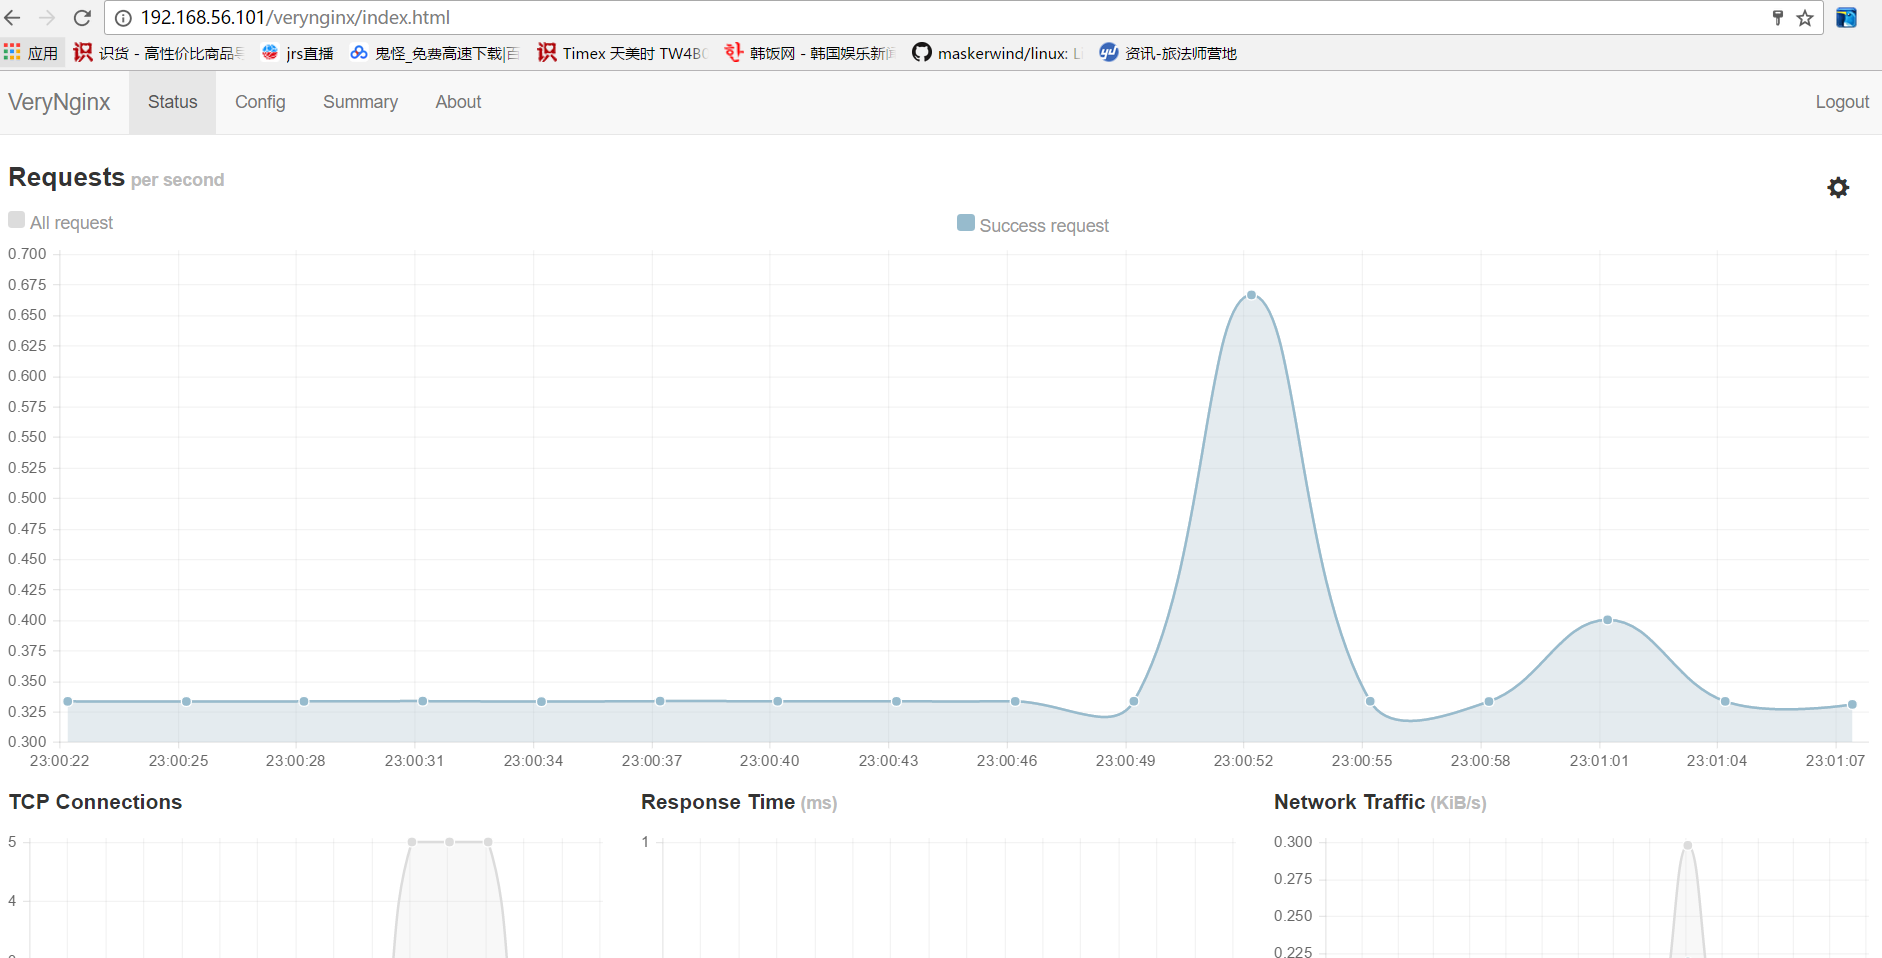 192.168.56.101/verynginx/index.html
应用 识货 - 高性价比商品导 jrs直播 鬼怪_免费高速下载|百 Timex 天美时 TW4B0 韩饭网 - 韩国娱乐新闻 maskerwind/linux: Li 资讯-旅法师营地
VeryNginx Status Config Summary About Logout
Requests per second
All request Success request
0.700
0.675
0.650
0.625
0.600
0.575
0.550
0.525
0.500
0.475
0.450
0.425
0.400
0.375
0.350
0.325
0.300
23:00:22 23:00:25 23:00:28 23:00:31 23:00:34 23:00:37 23:00:40 23:00:43 23:00:46 23:00:49 23:00:52 23:00:55 23:00:58 23:01:01 23:01:04 23:01:07
TCP Connections Response Time (ms) Network Traffic (KiB/s)
5 1 0.300
0.275
4 0.250
0.225